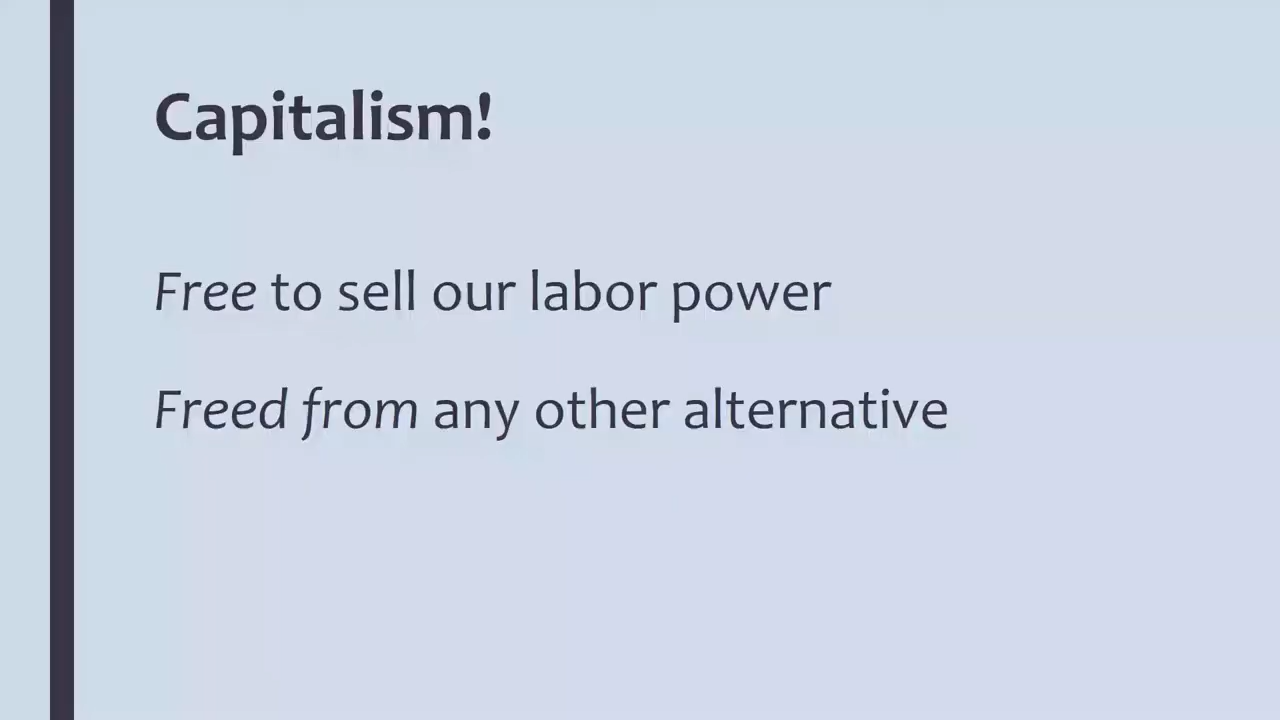 Capitalism!
Free to sell our labor power
Freed from any other alternative